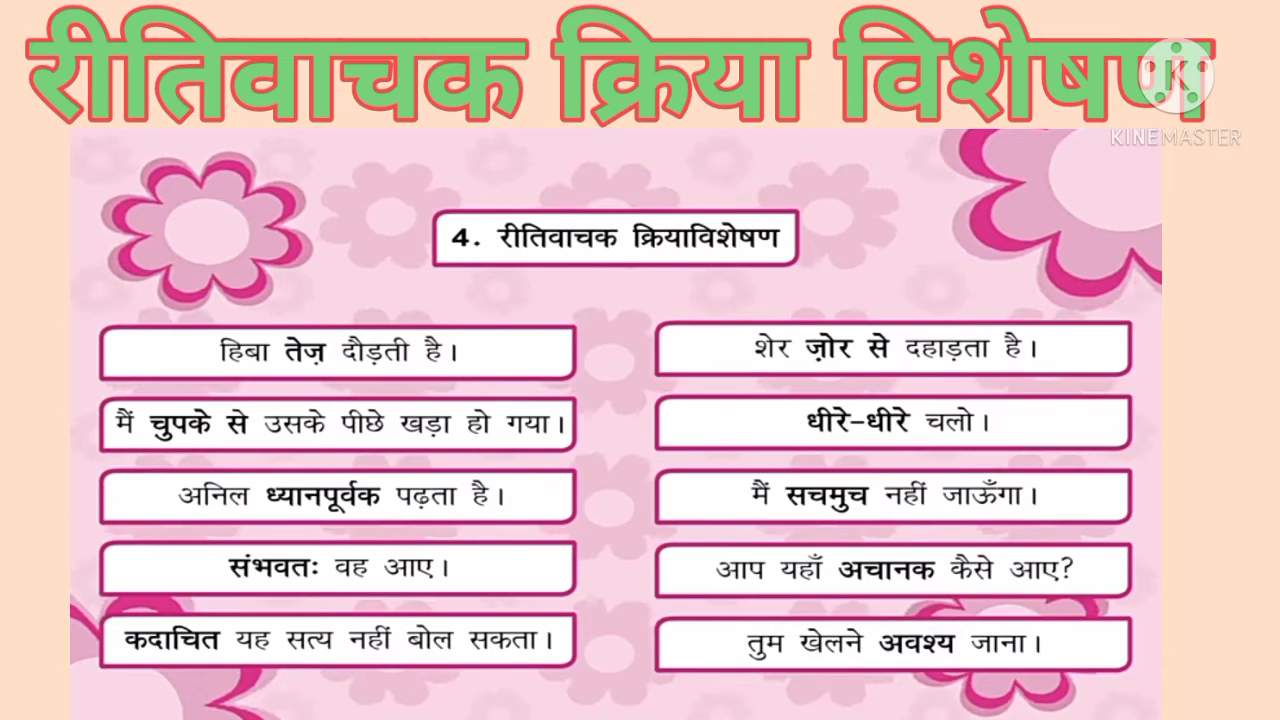 रीतिवाचक क्रिया विशेषण
KINEMASTER
4. रीतिवाचक क्रियाविशेषण
हिबा तेज़ दौड़ती है।
मैं चुपके से उसके पीछे खड़ा हो गया।
अनिल ध्यानपूर्वक पढ़ता है।
संभवतः वह आए।
कदाचित यह सत्य नहीं बोल सकता।
शेर ज़ोर से दहाड़ता है।
धीरे-धीरे चलो।
मैं सचमुच नहीं जाऊँगा।
आप यहाँ अचानक कैसे आए?
तुम खेलने अवश्य जाना।